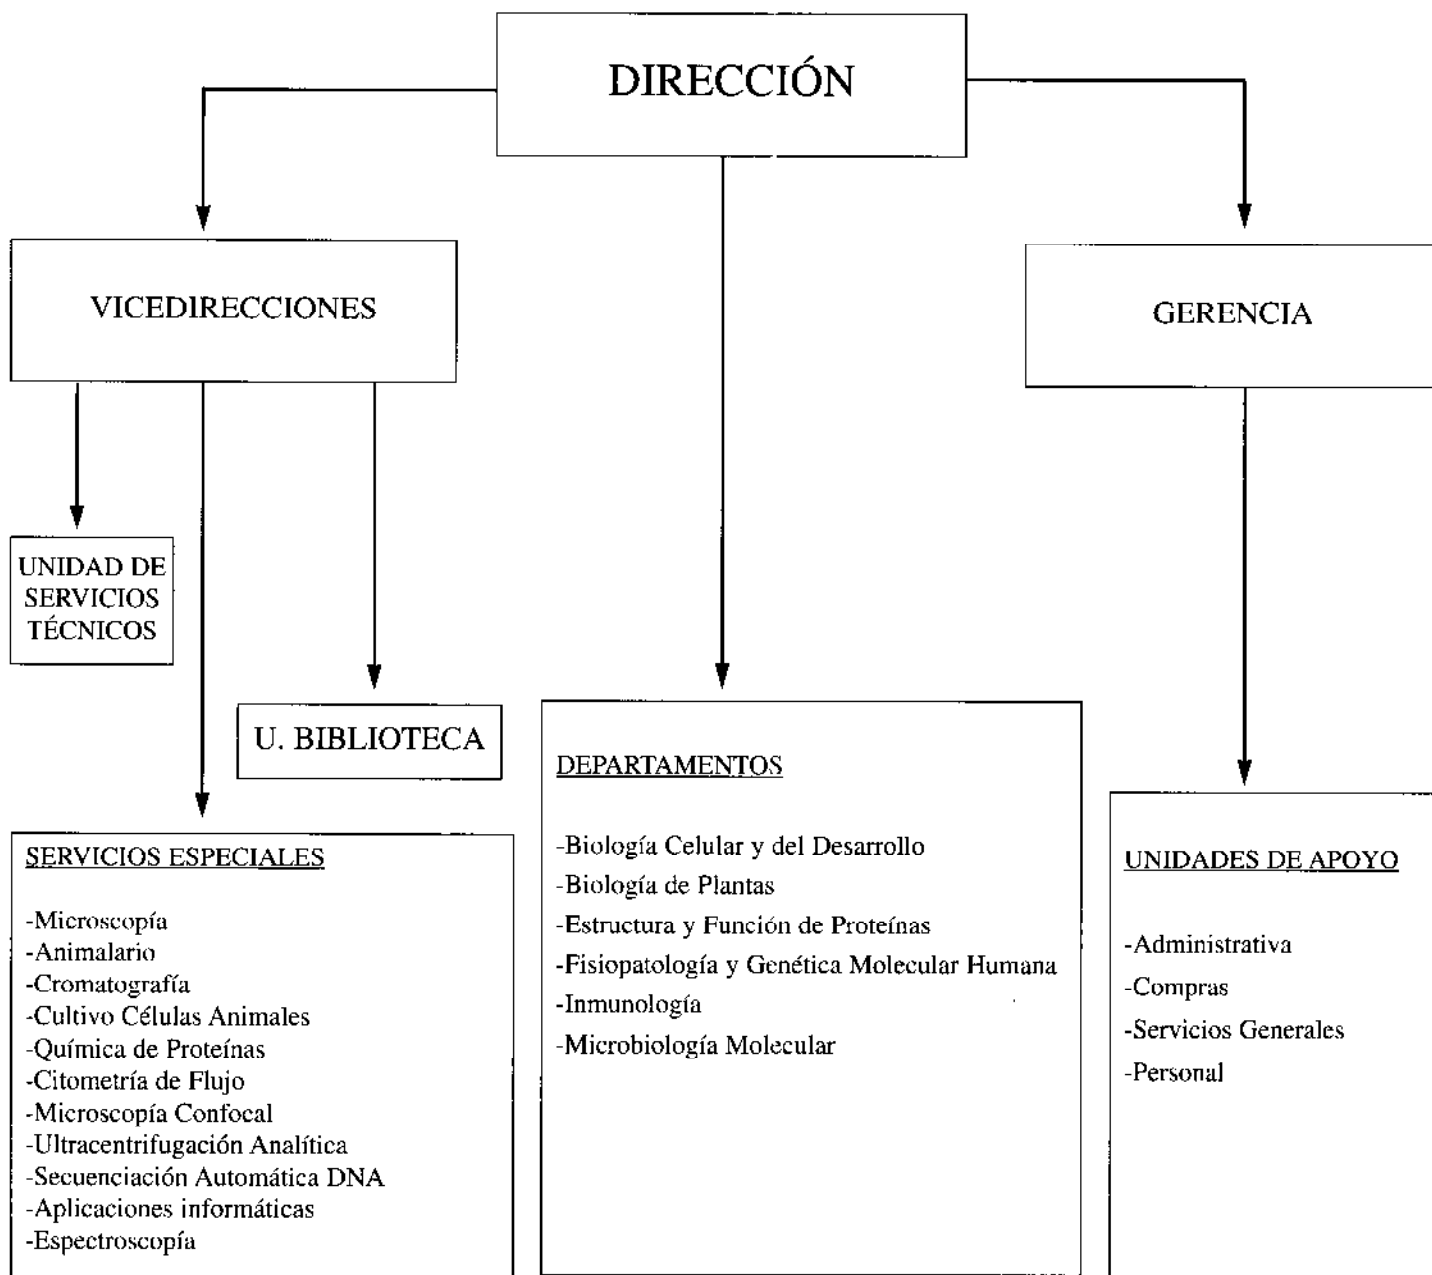 DIRECCIÓN
VICEDIRECCIONES
GERENCIA
UNIDAD DE
SERVICIOS
TÉCNICOS
U. BIBLIOTECA
SERVICIOS ESPECIALES
-Microscopía
-Animalario
-Cromatografía
-Cultivo Células Animales
-Química de Proteínas
-Citometría de Flujo
-Microscopía Confocal
-Ultracentrifugación Analítica
-Secuenciación Automática DNA
-Aplicaciones informáticas
-Espectroscopía
DEPARTAMENTOS
-Biología Celular y del Desarrollo
-Biología de Plantas
-Estructura y Función de Proteínas
-Fisiopatología y Genética Molecular Humana
-Inmunología
-Microbiología Molecular
UNIDADES DE APOYO
-Administrativa
-Compras
-Servicios Generales
-Personal